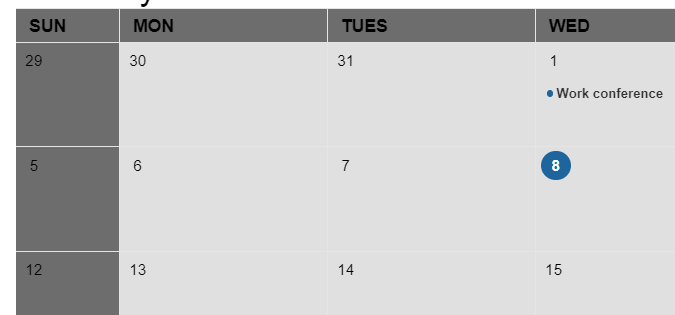 SUN MON TUES WED
29 30 31 1
Work conference
5 6 7 8
12 13 14 15